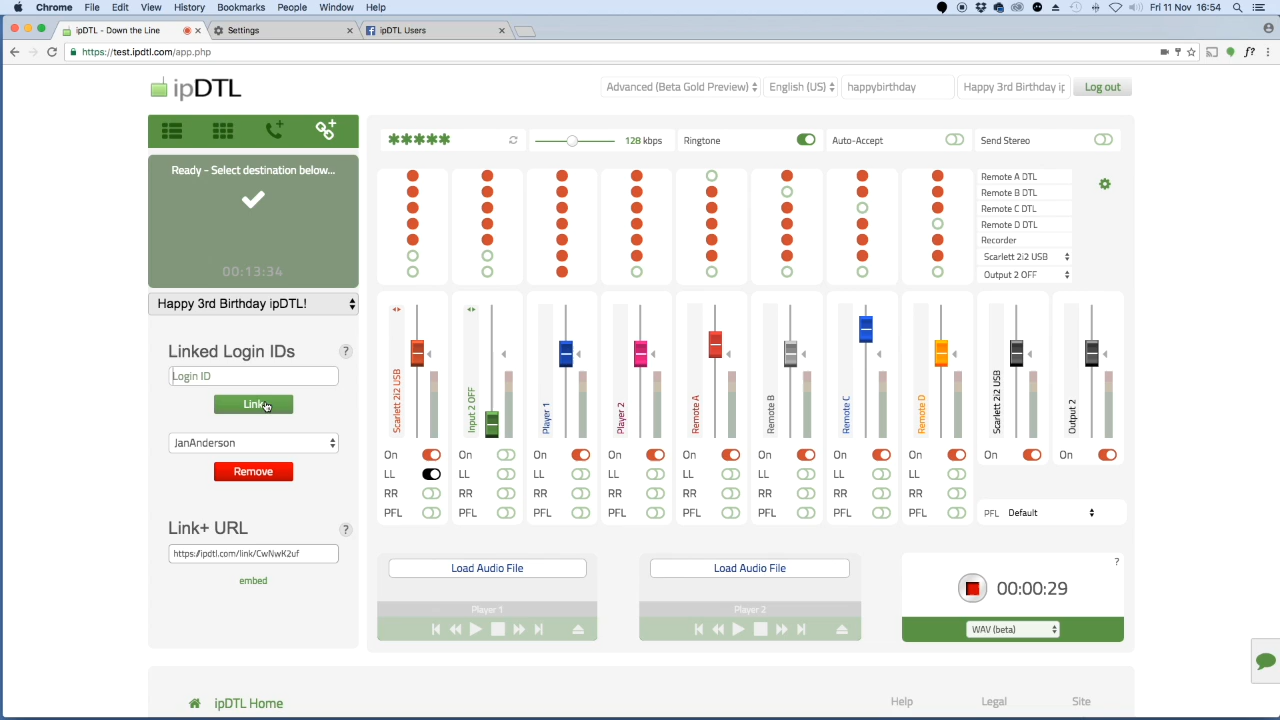 Chrome File Edit View History Bookmarks People Window Help Fri 11 Nov 16:54
ipDTL - Down the Line Settings ipDTL Users
https://test.ipdtl.com/app.php
ipDTL
Advanced (Beta Gold Preview) English (US) happybirthday Happy 3rd Birthday ip Log out
Ready - Select destination below...
00:13:34
Happy 3rd Birthday ipDTL!
Linked Login IDs ?
Login ID
Link
JanAnderson
Remove
Link+ URL ?
https://ipdtl.com/link/CwNwK2uf
embed
128 kbps Ringtone Auto-Accept Send Stereo
Remote A DTL
Remote B DTL
Remote C DTL
Remote D DTL
Recorder
Scarlett 2i2 USB
Output 2 OFF
Scarlett 2i2 USB Input 2 OFF Player 1 Player 2 Remote A Remote B Remote C Remote D Scarlett 2i2 USB Output 2
On On On On On On On On On On
LL LL LL LL LL LL LL LL
RR RR RR RR RR RR RR RR
PFL PFL PFL PFL PFL PFL PFL PFL PFL Default
Load Audio File Load Audio File
Player 1 Player 2
?
00:00:29
WAV (beta)
ipDTL Home Help Legal Site